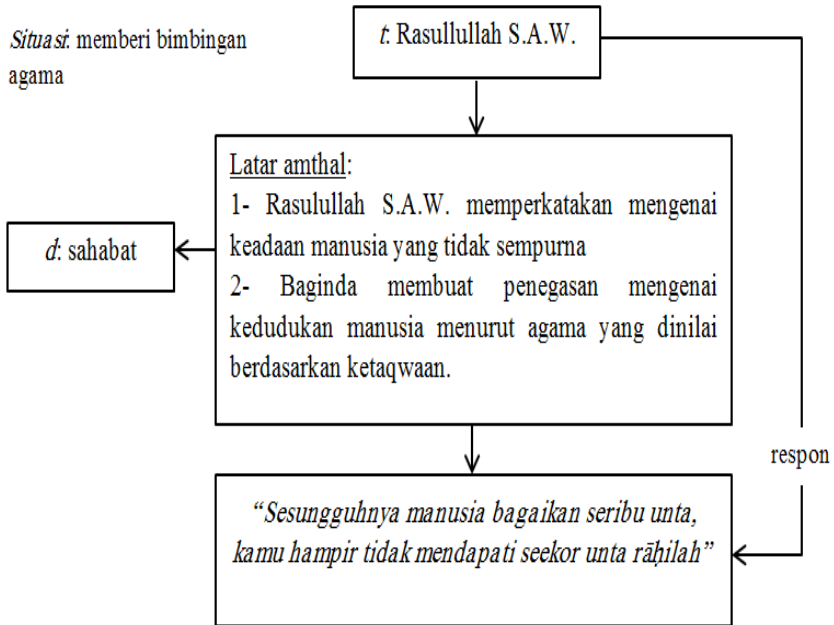 Situasi: memberi bimbingan
agama
t: Rasullullah S.A.W.
Latar amthal:
1- Rasulullah S.A.W. memperkatakan mengenai
keadaan manusia yang tidak sempurna
2- Baginda membuat penegasan mengenai
kedudukan manusia menurut agama yang dinilai
berdasarkan ketaqwaan.
d: sahabat
respon
“Sesungguhnya manusia bagaikan seribu unta,
kamu hampir tidak mendapati seekor unta rāḥilah”